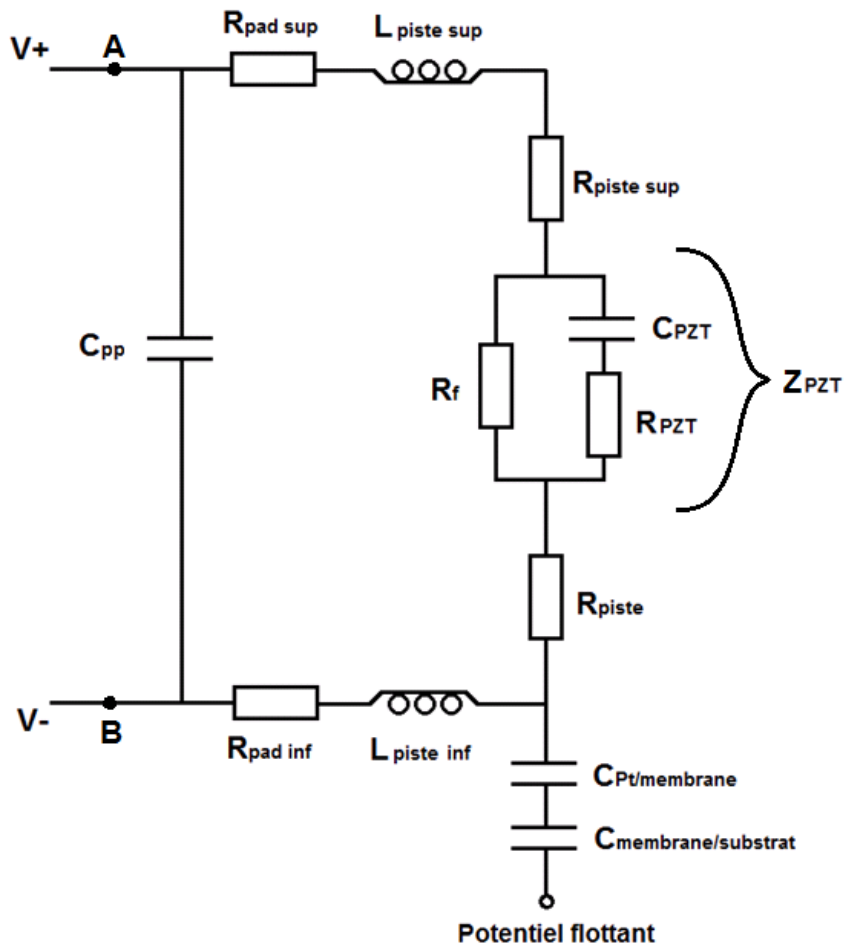 V+
A
Rpad sup
L piste sup
Rpiste sup
Cpp
Rf
CPZT
RPZT
ZPZT
Rpiste
V-
B
Rpad inf
L piste inf
CPt/membrane
Cmembrane/substrat
Potentiel flottant